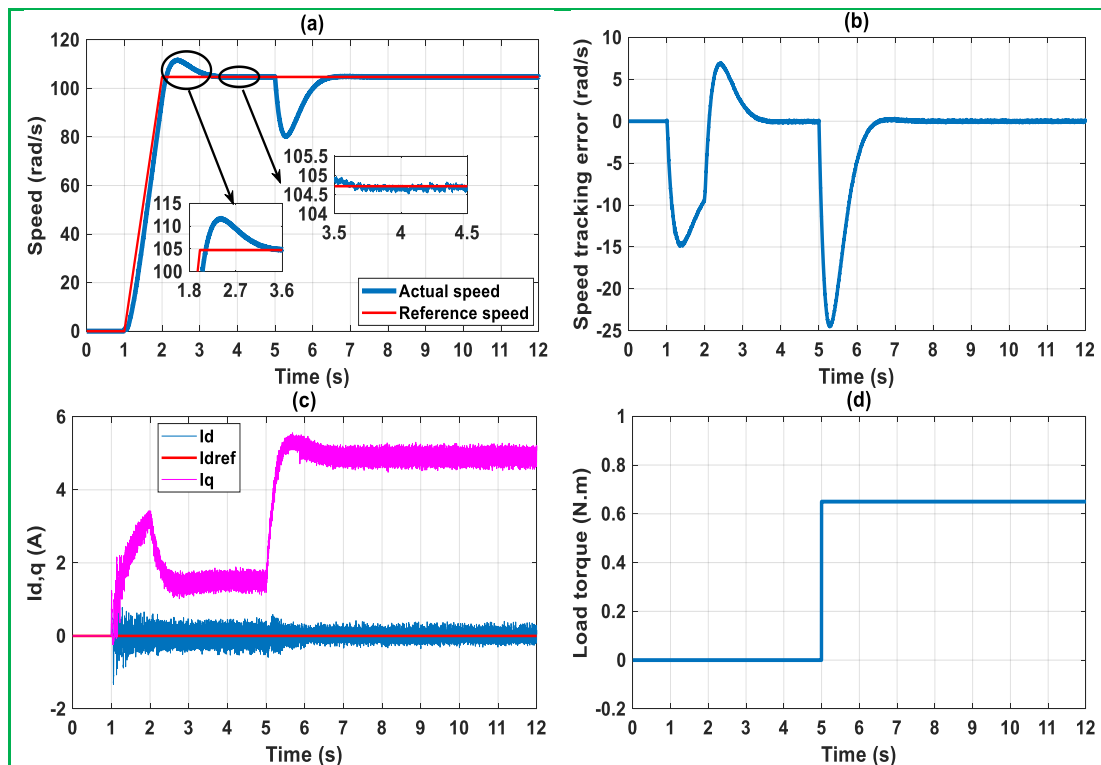 (a)
Speed (rad/s)
120
100
80
60
40
20
0
105.5
105
104.5
104
3.5 4 4.5
115
110
105
100
1.8 2.7 3.6
Actual speed
Reference speed
0 1 2 3 4 5 6 7 8 9 10 11 12
Time (s)
(b)
Speed tracking error (rad/s)
10
5
0
-5
-10
-15
-20
-25
0 1 2 3 4 5 6 7 8 9 10 11 12
Time (s)
(c)
Id,q (A)
6
4
2
0
-2
Id
Idref
Iq
0 1 2 3 4 5 6 7 8 9 10 11 12
Time (s)
(d)
Load torque (N.m)
1
0.8
0.6
0.4
0.2
0
-0.2
0 1 2 3 4 5 6 7 8 9 10 11 12
Time (s)